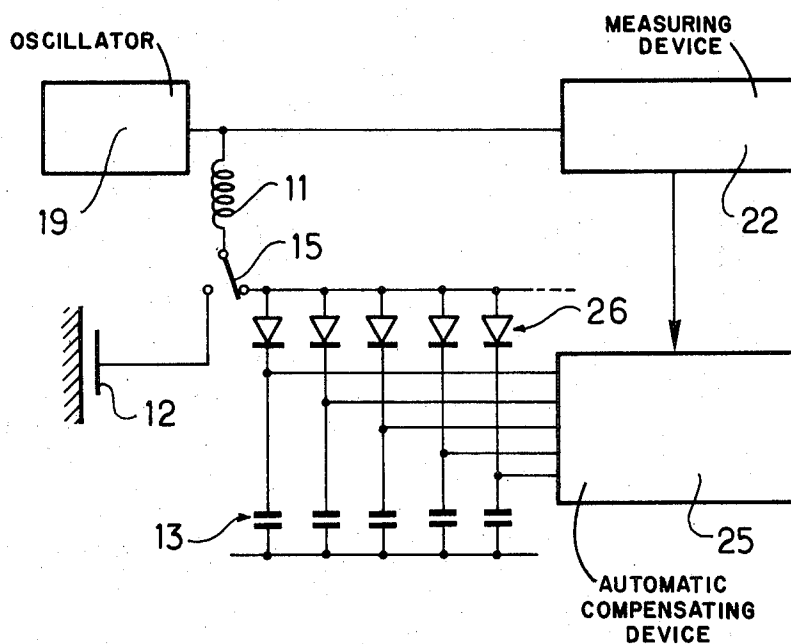 OSCILLATOR
MEASURING
DEVICE
19
11
22
15
26
12
13
25
AUTOMATIC
COMPENSATING
DEVICE